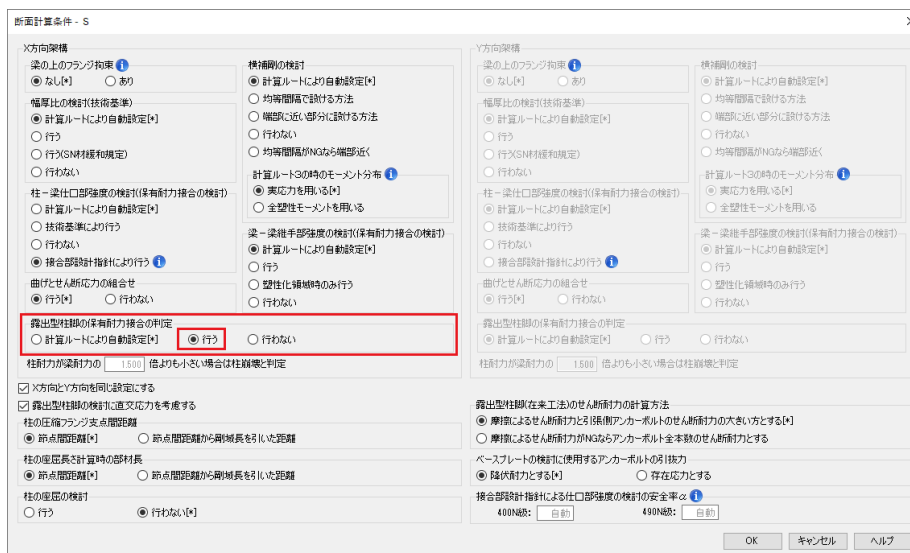 断面計算条件 - S
X方向架構
梁の上のフランジ拘束
なし[*] あり
幅厚比の検討(技術基準)
計算ルートにより自動設定[*]
行う
行う(SN材緩和規定)
行わない
柱－梁仕口部強度の検討(保有耐力接合の検討)
計算ルートにより自動設定[*]
技術基準により行う
行わない
接合部設計指針により行う
曲げとせん断応力の組合せ
行う[*] 行わない
横補剛の検討
計算ルートにより自動設定[*]
均等間隔で設ける方法
端部に近い部分に設ける方法
行わない
均等間隔がNGなら端部近く
計算ルート3の時のモーメント分布
実応力を用いる[*]
全塑性モーメントを用いる
梁－梁継手部強度の検討(保有耐力接合の検討)
計算ルートにより自動設定[*]
行う
塑性化領域時のみ行う
行わない
露出型柱脚の保有耐力接合の判定
計算ルートにより自動設定[*] 行う 行わない
柱耐力が梁耐力の 1.500 倍よりも小さい場合は柱崩壊と判定
Y方向架構
梁の上のフランジ拘束
なし[*] あり
幅厚比の検討(技術基準)
計算ルートにより自動設定[*]
行う
行う(SN材緩和規定)
行わない
柱－梁仕口部強度の検討(保有耐力接合の検討)
計算ルートにより自動設定[*]
技術基準により行う
行わない
接合部設計指針により行う
曲げとせん断応力の組合せ
行う[*] 行わない
横補剛の検討
計算ルートにより自動設定[*]
均等間隔で設ける方法
端部に近い部分に設ける方法
行わない
均等間隔がNGなら端部近く
計算ルート3の時のモーメント分布
実応力を用いる[*]
全塑性モーメントを用いる
梁－梁継手部強度の検討(保有耐力接合の検討)
計算ルートにより自動設定[*]
行う
塑性化領域時のみ行う
行わない
露出型柱脚の保有耐力接合の判定
計算ルートにより自動設定[*] 行う 行わない
柱耐力が梁耐力の 1.500 倍よりも小さい場合は柱崩壊と判定
X方向とY方向を同じ設定にする
露出型柱脚の検討に直交応力を考慮する
柱の圧縮フランジ支点間距離
節点間距離[*] 節点間距離から剛域長を引いた距離
柱の座屈長さ計算時の部材長
節点間距離[*] 節点間距離から剛域長を引いた距離
柱の座屈の検討
行う 行わない[*]
露出型柱脚(在来工法)のせん断耐力の計算方法
摩擦によるせん断耐力と引張側アンカーボルトのせん断耐力の大きい方とする[*]
摩擦によるせん断耐力がNGならアンカーボルト全本数のせん断耐力とする
ベースプレートの検討に使用するアンカーボルトの引抜力
降伏耐力とする[*] 存在応力とする
接合部設計指針による仕口部強度の検討の安全率α
400N級: 自動 490N級: 自動
OK キャンセル ヘルプ